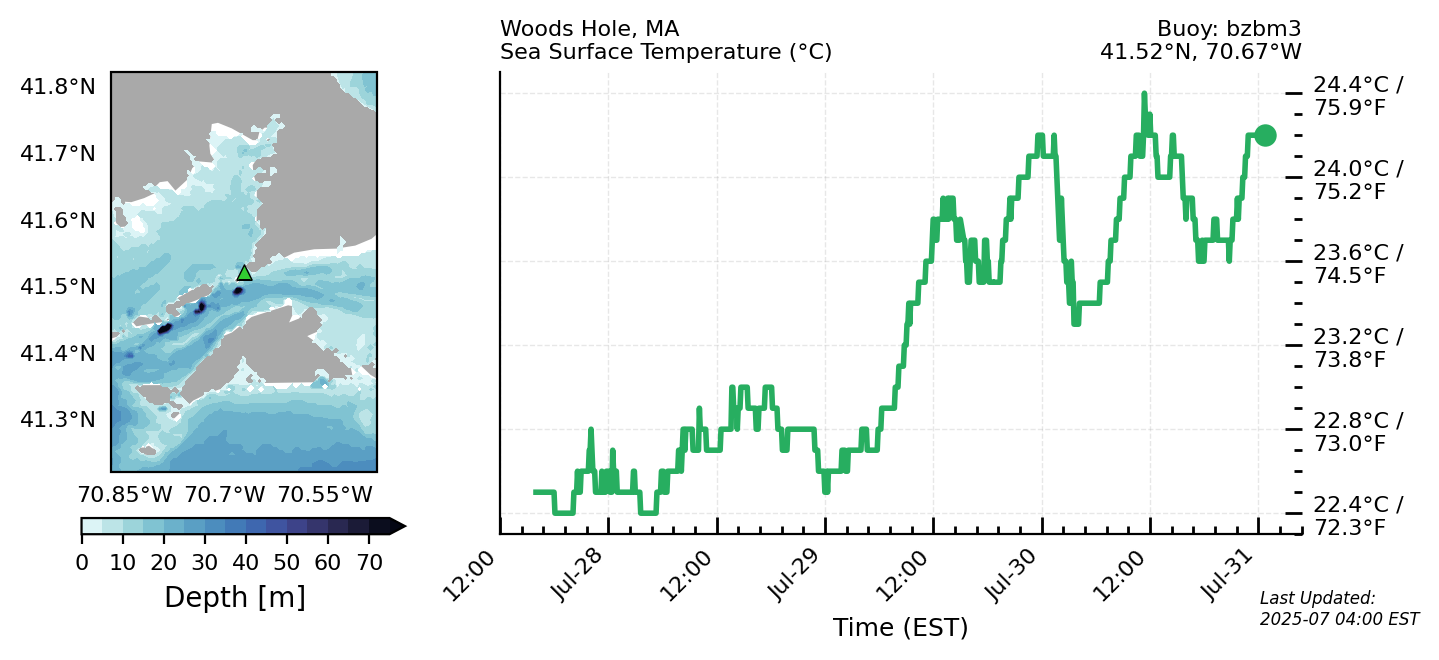 Woods Hole, MA
Sea Surface Temperature (°C)
Buoy: bzbm3
41.52°N, 70.67°W
41.8°N
41.7°N
41.6°N
41.5°N
41.4°N
41.3°N
70.85°W 70.7°W 70.55°W
0 10 20 30 40 50 60 70
Depth [m]
24.4°C /
75.9°F
24.0°C /
75.2°F
23.6°C /
74.5°F
23.2°C /
73.8°F
22.8°C /
73.0°F
22.4°C /
72.3°F
12:00
Jul-28
12:00
Jul-29
12:00
Jul-30
12:00
Jul-31
Time (EST)
Last Updated:
2025-07 04:00 EST